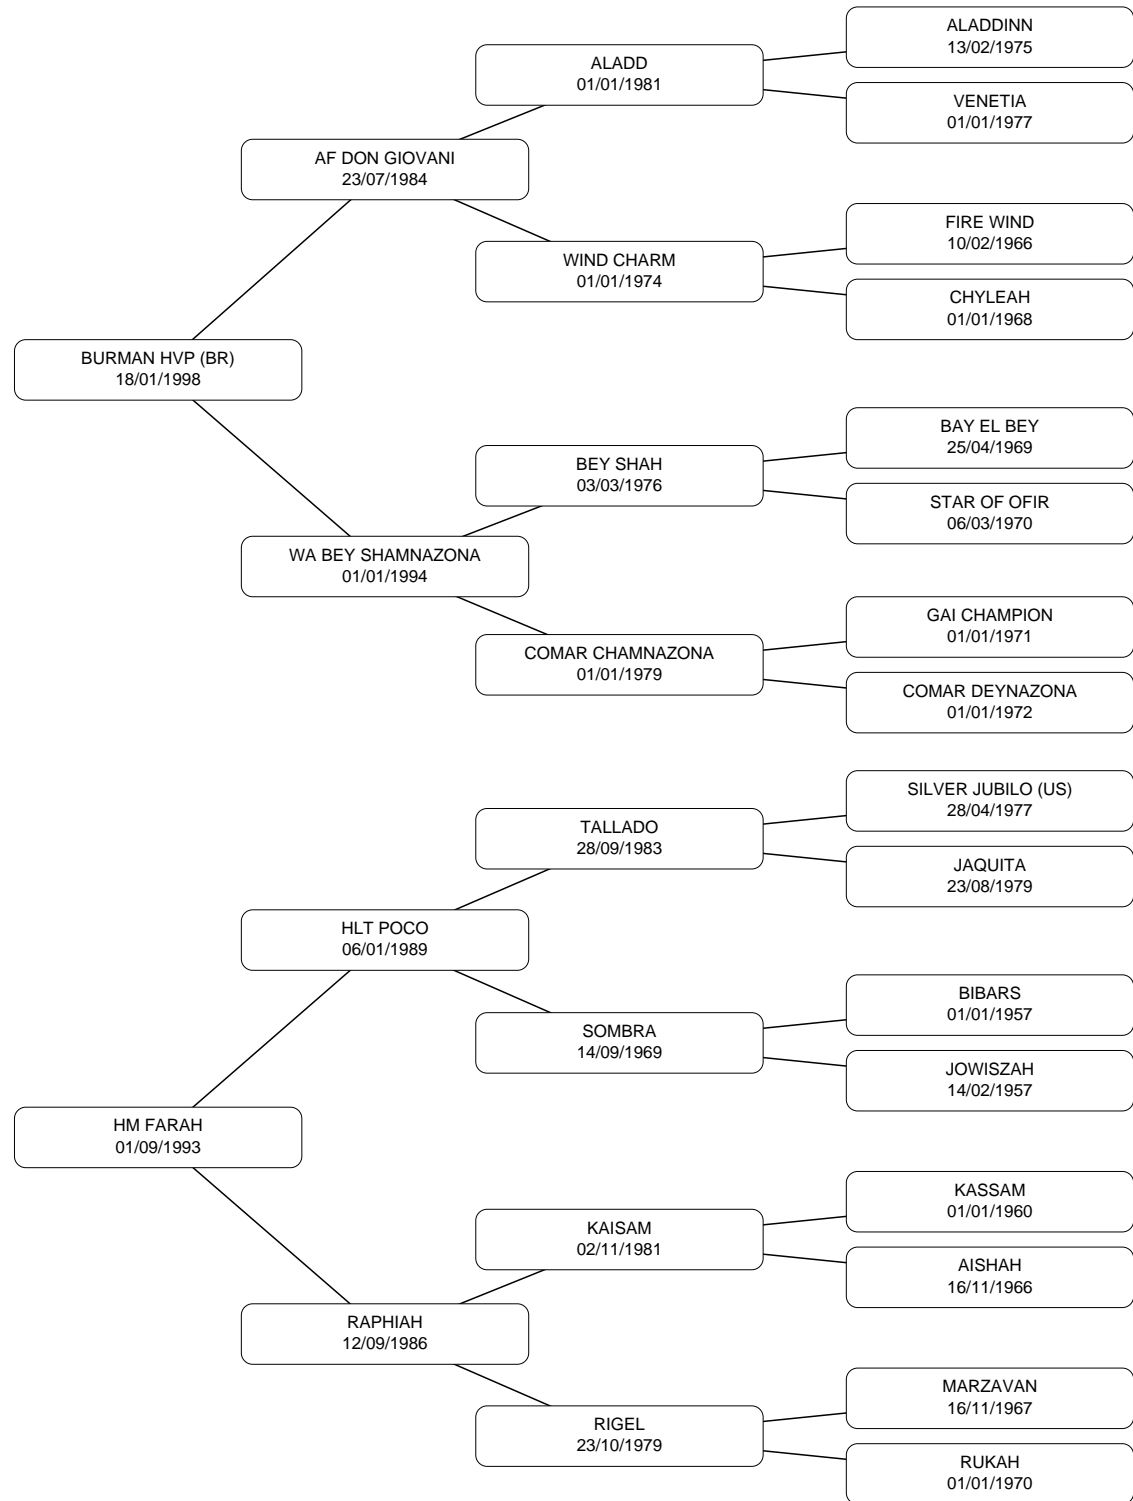 ALADDINN
13/02/1975
ALADD
01/01/1981
VENETIA
01/01/1977
AF DON GIOVANI
23/07/1984
FIRE WIND
10/02/1966
WIND CHARM
01/01/1974
CHYLEAH
01/01/1968
BURMAN HVP (BR)
18/01/1998
BAY EL BEY
25/04/1969
BEY SHAH
03/03/1976
STAR OF OFIR
06/03/1970
WA BEY SHAMNAZONA
01/01/1994
GAI CHAMPION
01/01/1971
COMAR CHAMNAZONA
01/01/1979
COMAR DEYNAZONA
01/01/1972
SILVER JUBILO (US)
28/04/1977
TALLADO
28/09/1983
JAQUITA
23/08/1979
HLT POCO
06/01/1989
BIBARS
01/01/1957
SOMBRA
14/09/1969
JOWISZAH
14/02/1957
HM FARAH
01/09/1993
KASSAM
01/01/1960
KAISAM
02/11/1981
AISHAH
16/11/1966
RAPHIAH
12/09/1986
MARZAVAN
16/11/1967
RIGEL
23/10/1979
RUKAH
01/01/1970